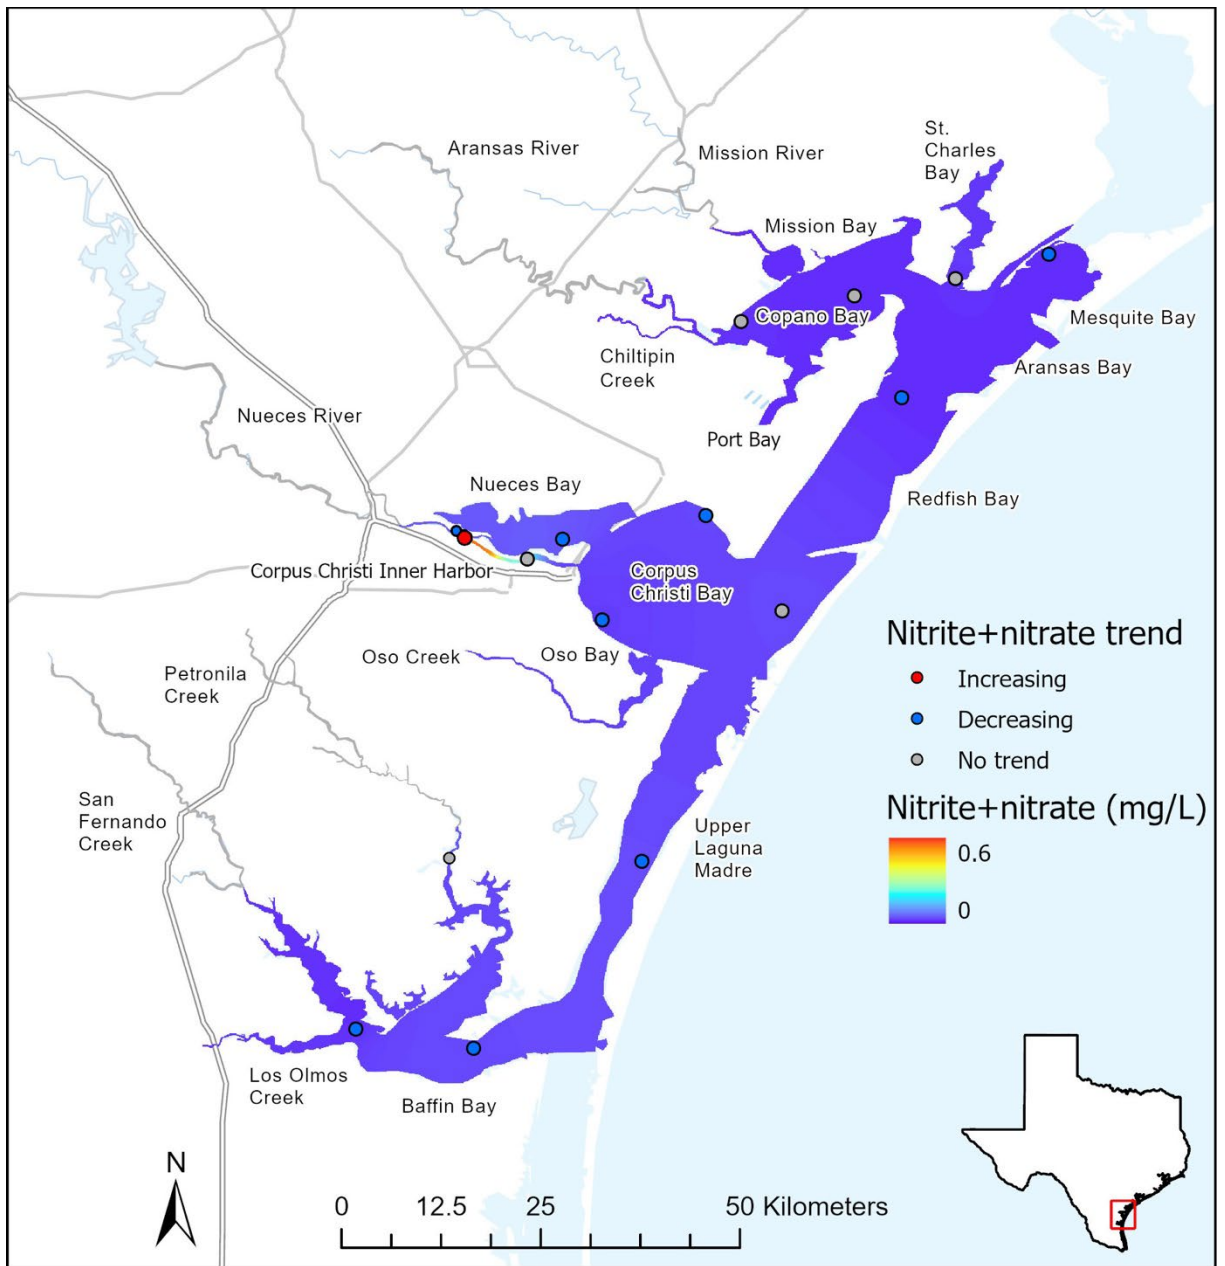 St.
Charles
Bay
Aransas River
Mission River
Mission Bay
Copano Bay
Mesquite Bay
Chiltipin
Creek
Aransas Bay
Nueces River
Port Bay
Redfish Bay
Nueces Bay
Corpus Christi Inner Harbor
Corpus
Christi Bay
Oso Creek
Oso Bay
Petronila
Creek
San
Fernando
Creek
Upper
Laguna
Madre
Los Olmos
Creek
Baffin Bay
Nitrite+nitrate trend
Increasing
Decreasing
No trend
Nitrite+nitrate (mg/L)
0.6
0
N
0 12.5 25 50 Kilometers